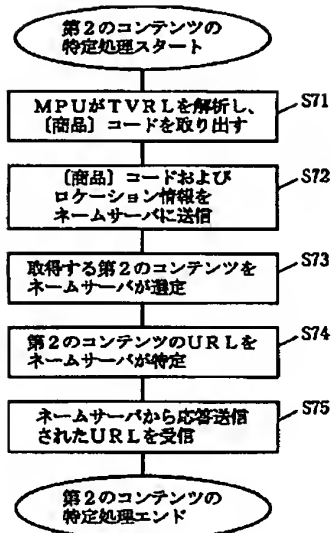 第2のコンテンツの
特定処理スタート
MPUがTVRLを解析し、
〔商品〕コードを取り出す
S71
〔商品〕コードおよび
ロケーション情報を
ネームサーバに送信
S72
取得する第2のコンテンツを
ネームサーバが選定
S73
第2のコンテンツのURLを
ネームサーバが特定
S74
ネームサーバから応答送信
されたURLを受信
S75
第2のコンテンツの
特定処理エンド